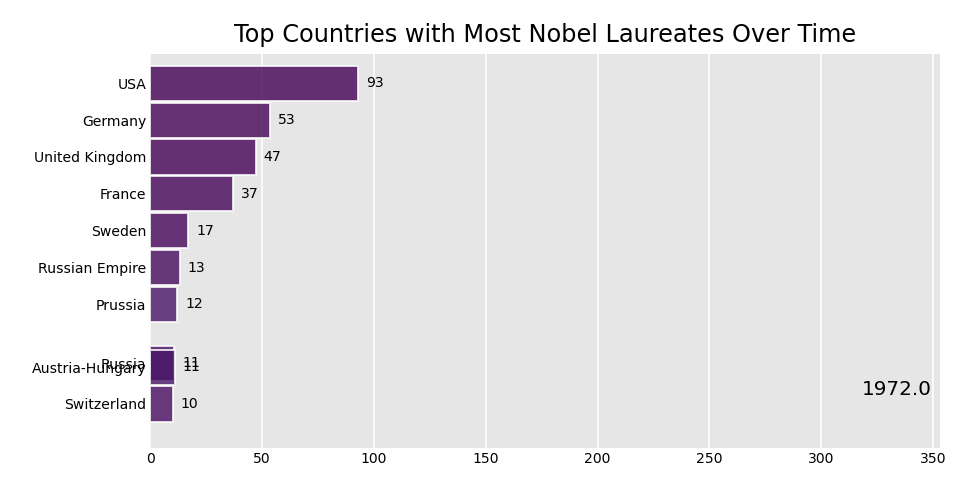 Top Countries with Most Nobel Laureates Over Time
USA 93
Germany 53
United Kingdom 47
France 37
Sweden 17
Russian Empire 13
Prussia 12
Russia 11
Austria-Hungary 11
1972.0
Switzerland 10
0 50 100 150 200 250 300 350